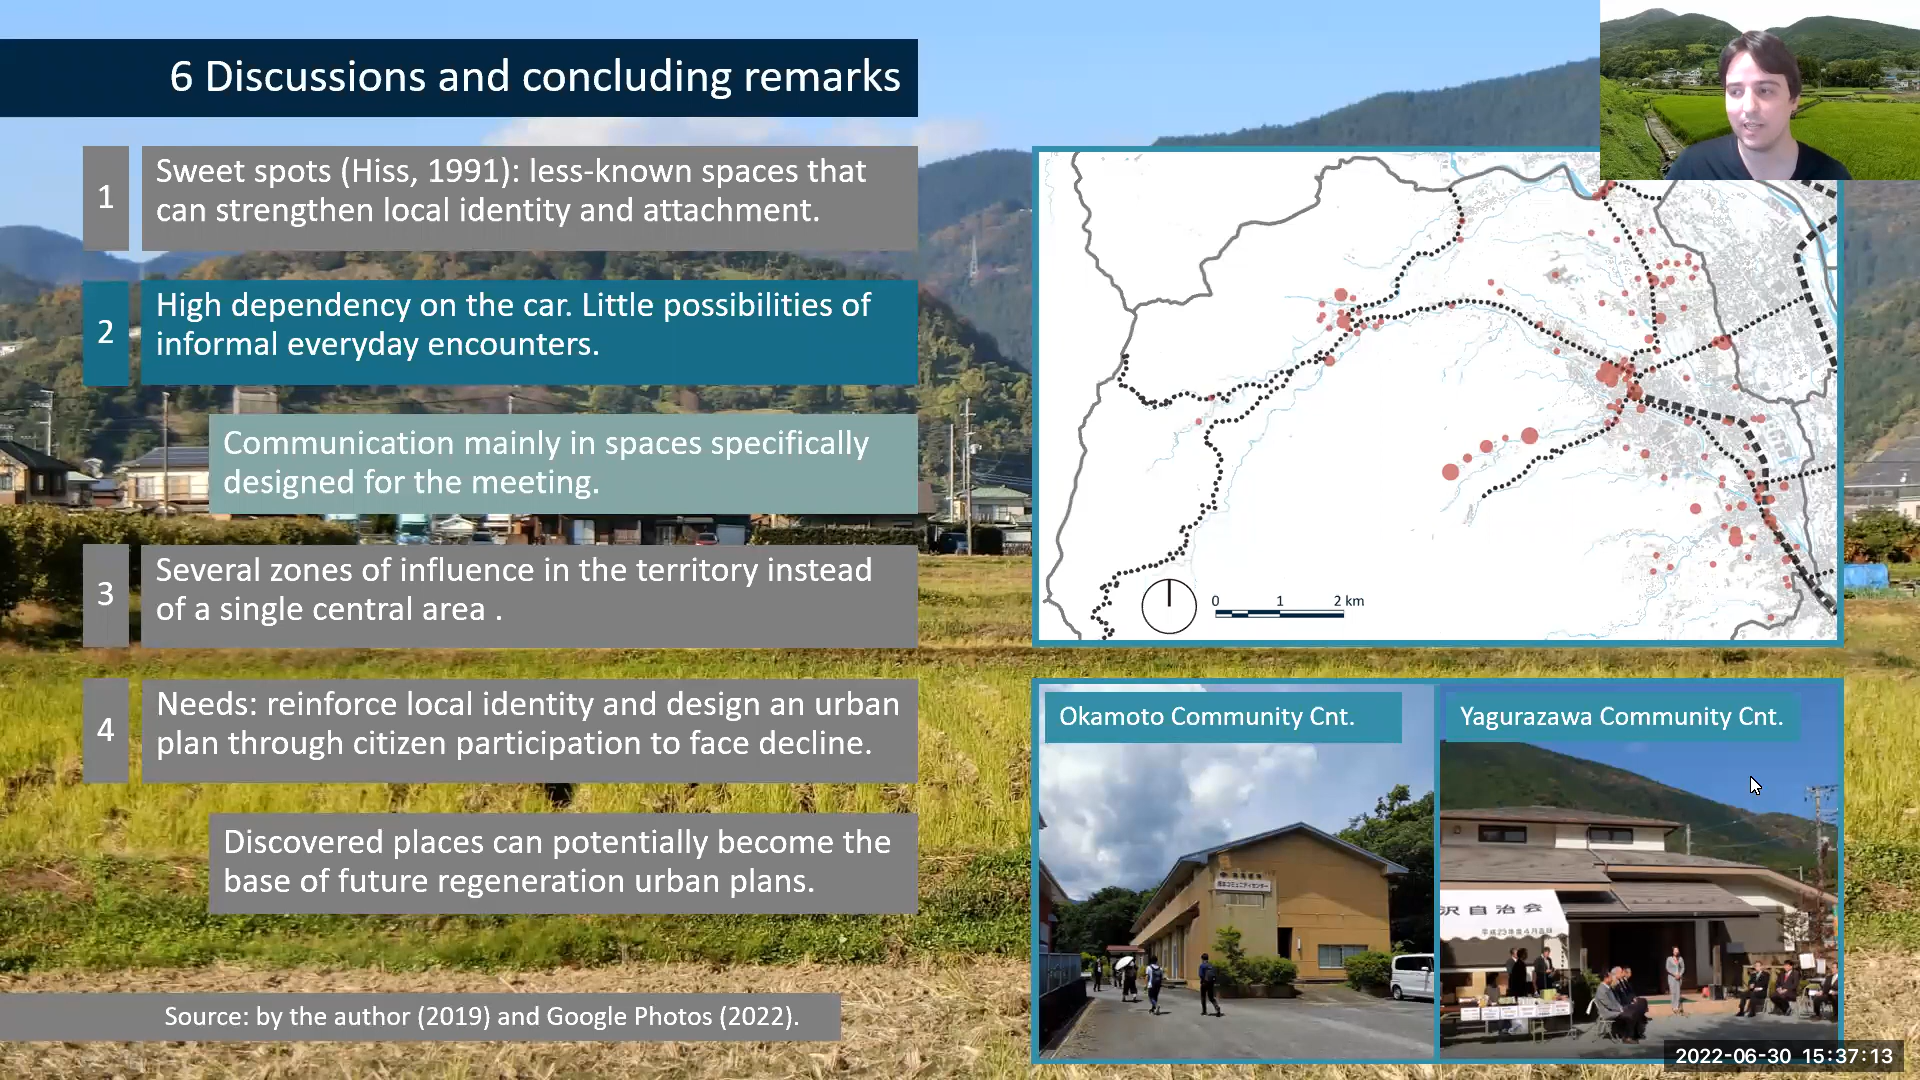 6 Discussions and concluding remarks
1
Sweet spots (Hiss, 1991): less-known spaces that
can strengthen local identity and attachment.
2
High dependency on the car. Little possibilities of
informal everyday encounters.
Communication mainly in spaces specifically
designed for the meeting.
3
Several zones of influence in the territory instead
of a single central area .
4
Needs: reinforce local identity and design an urban
plan through citizen participation to face decline.
Discovered places can potentially become the
base of future regeneration urban plans.
Source: by the author (2019) and Google Photos (2022).
0 1 2 km
Okamoto Community Cnt.
Yagurazawa Community Cnt.
沢自治会
2022-06-30 15:37:13